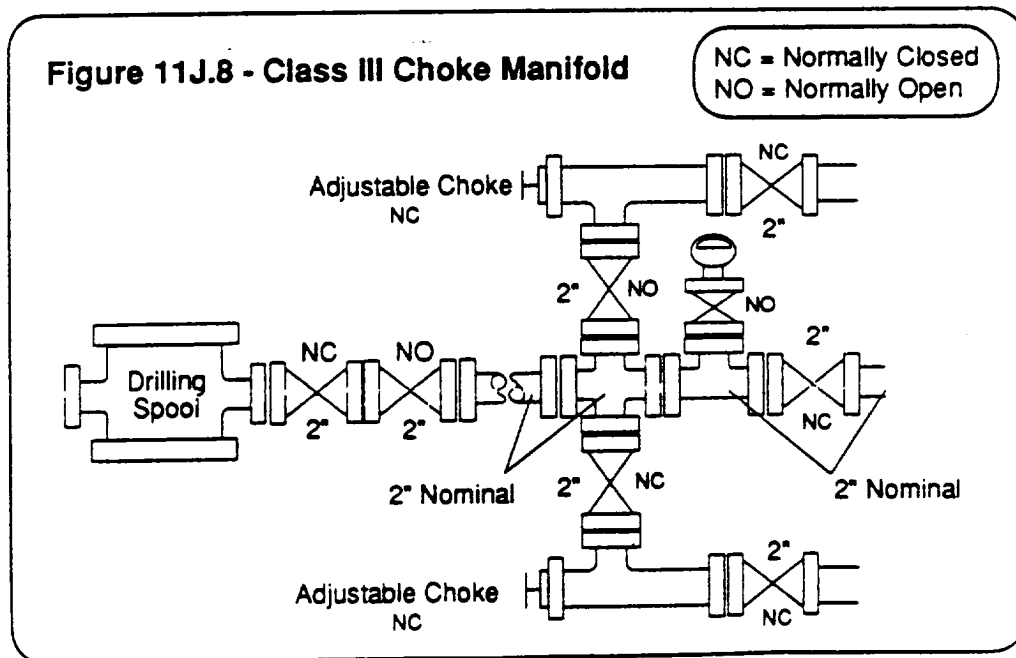 Figure 11J.8 - Class III Choke Manifold
NC = Normally Closed
NO = Normally Open
Adjustable Choke
NC
NC
2"
2"
NO
NO
Drilling
Spool
NC
NO
2"
2"
2"
NC
2" Nominal
2"
NC
2" Nominal
Adjustable Choke
NC
2"
NC